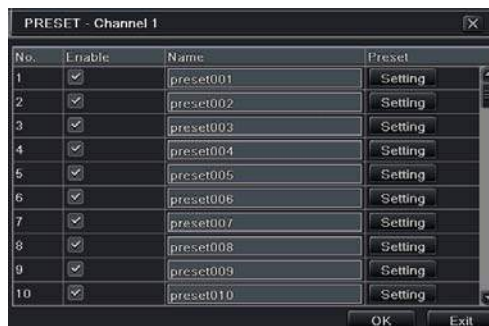 PRESET - Channel 1
No. Enable Name Preset
1 preset001 Setting
2 preset002 Setting
3 preset003 Setting
4 preset004 Setting
5 preset005 Setting
6 preset006 Setting
7 preset007 Setting
8 preset008 Setting
9 preset009 Setting
10 preset010 Setting
OK Exit